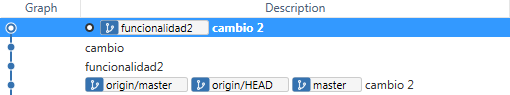 Graph Description
funcionalidad2 cambio 2
cambio
funcionalidad2
origin/master origin/HEAD master cambio 2